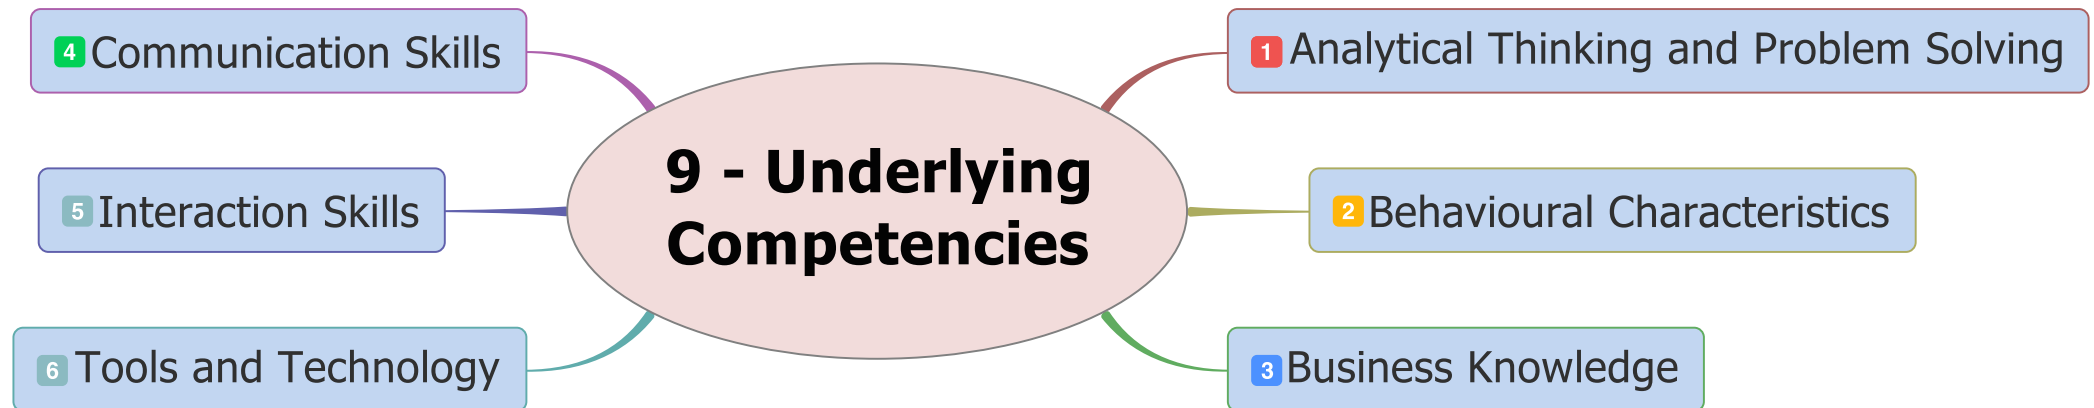 9 - Underlying
Competencies
1 Analytical Thinking and Problem Solving
2 Behavioural Characteristics
3 Business Knowledge
4 Communication Skills
5 Interaction Skills
6 Tools and Technology